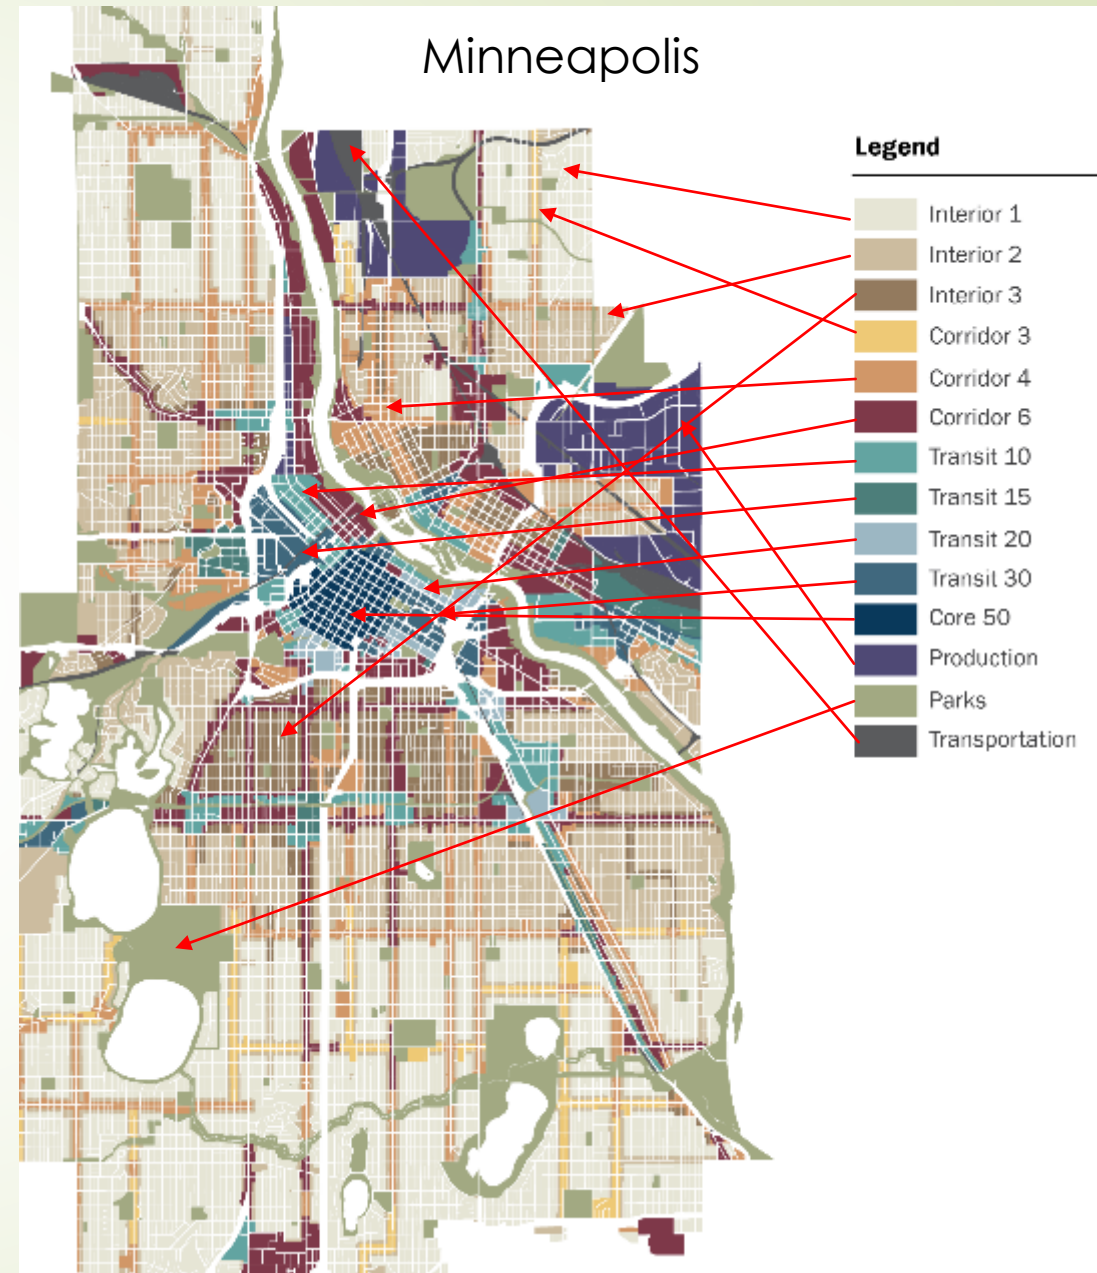 Minneapolis
Legend
Interior 1
Interior 2
Interior 3
Corridor 3
Corridor 4
Corridor 6
Transit 10
Transit 15
Transit 20
Transit 30
Core 50
Production
Parks
Transportation